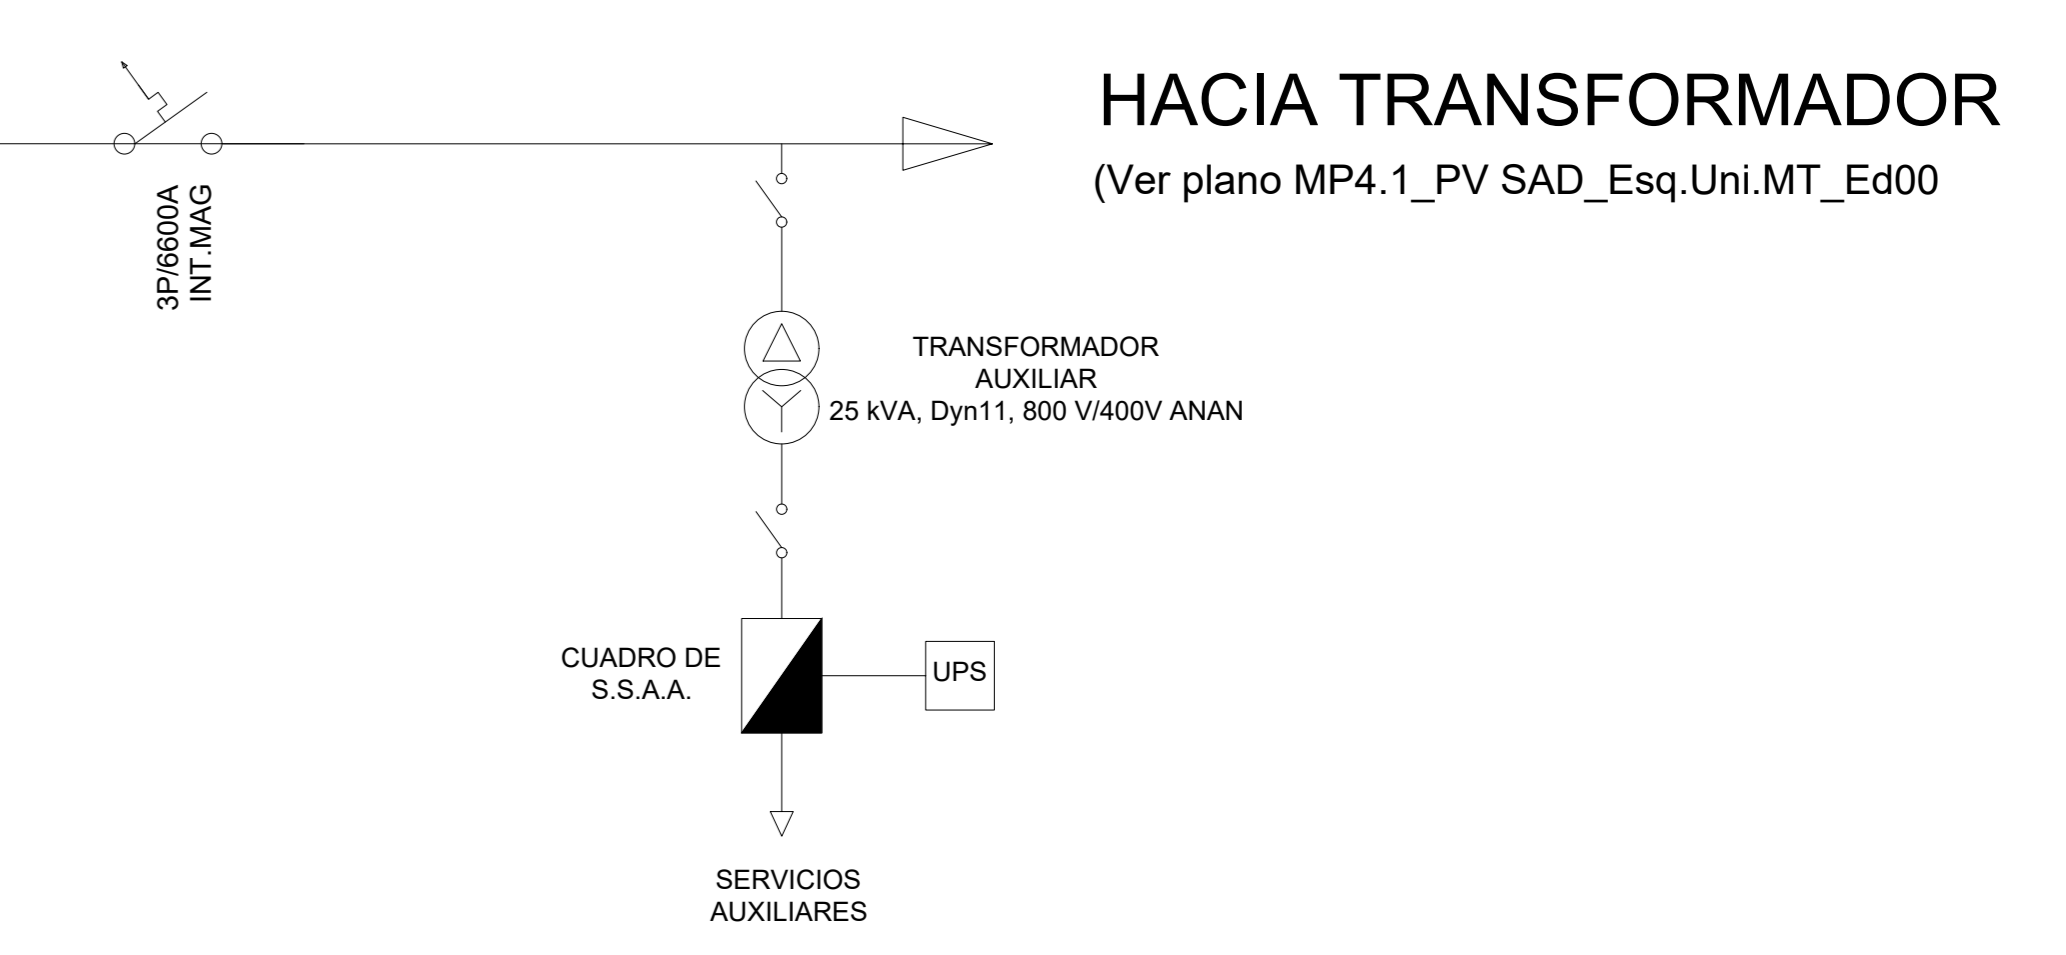 HACIA TRANSFORMADOR
(Ver plano MP4.1_PV SAD_Esq.Uni.MT_Ed00
3P/6600A
INT.MAG
TRANSFORMADOR
AUXILIAR
25 kVA, Dyn11, 800 V/400V ANAN
CUADRO DE
S.S.A.A.
UPS
SERVICIOS
AUXILIARES